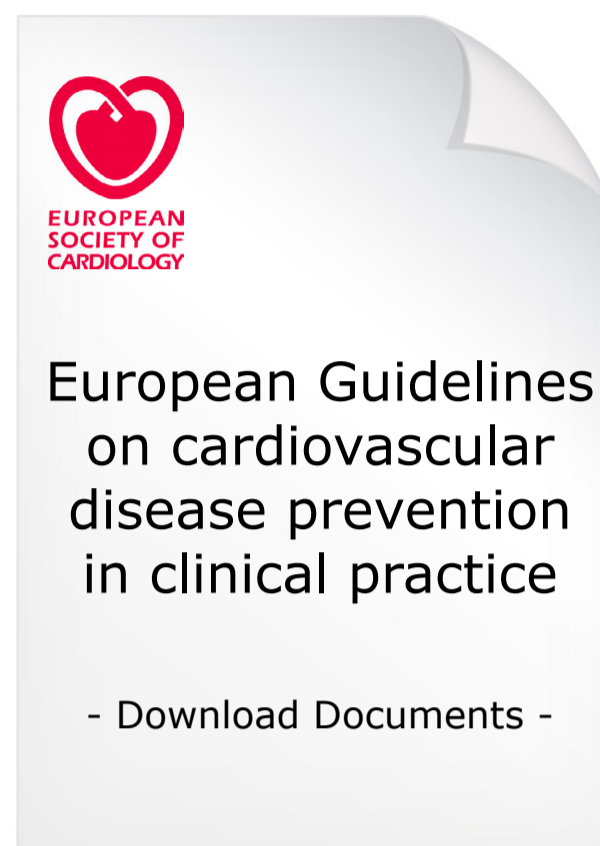 EUROPEAN
SOCIETY OF
CARDIOLOGY
European Guidelines
on cardiovascular
disease prevention
in clinical practice
- Download Documents -